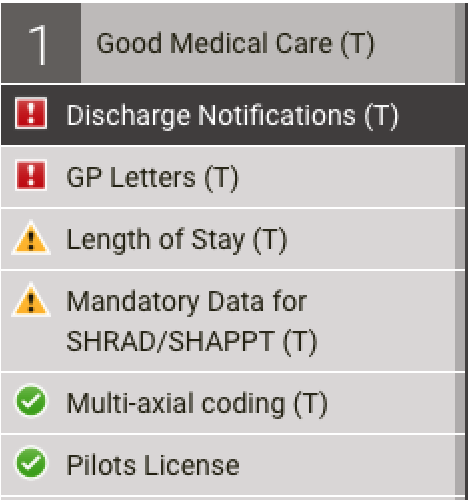 1 Good Medical Care (T)
Discharge Notifications (T)
GP Letters (T)
Length of Stay (T)
Mandatory Data for
SHRAD/SHAPPT (T)
Multi-axial coding (T)
Pilots License